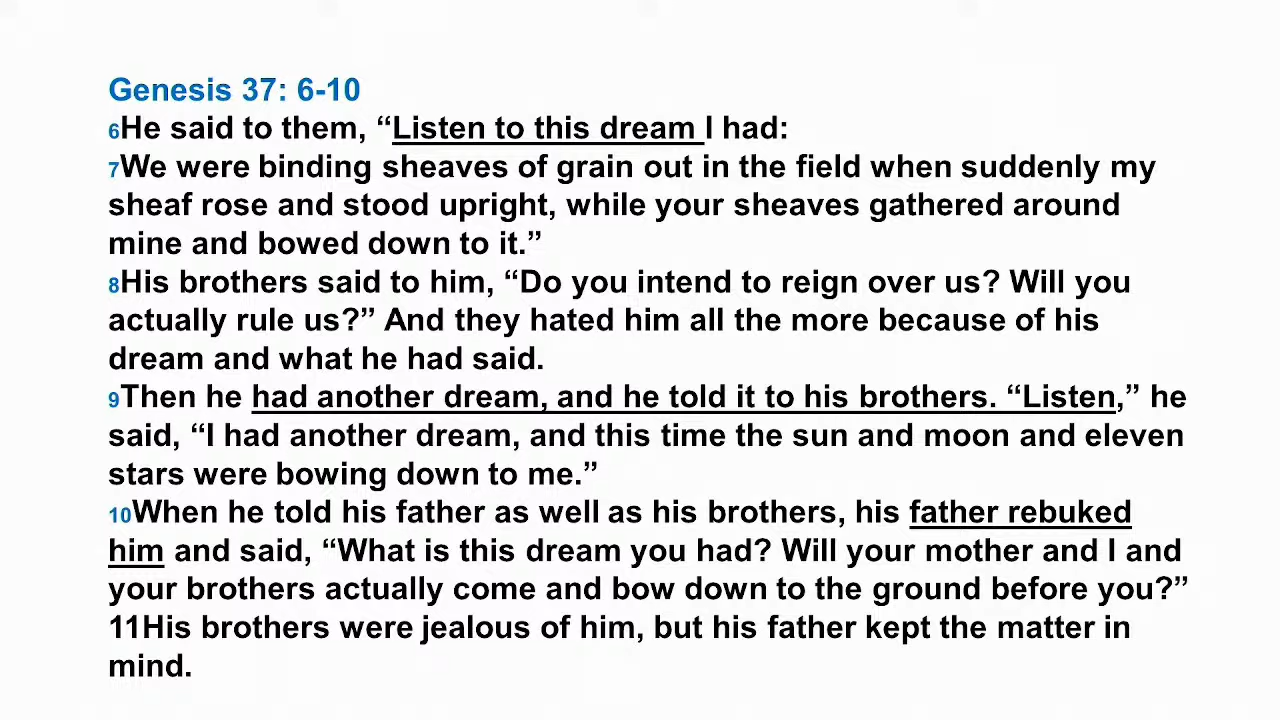 Genesis 37: 6-10
6He said to them, “Listen to this dream I had:
7We were binding sheaves of grain out in the field when suddenly my
sheaf rose and stood upright, while your sheaves gathered around
mine and bowed down to it.”
8His brothers said to him, “Do you intend to reign over us? Will you
actually rule us?” And they hated him all the more because of his
dream and what he had said.
9Then he had another dream, and he told it to his brothers. “Listen,” he
said, “I had another dream, and this time the sun and moon and eleven
stars were bowing down to me.”
10When he told his father as well as his brothers, his father rebuked
him and said, “What is this dream you had? Will your mother and I and
your brothers actually come and bow down to the ground before you?”
11His brothers were jealous of him, but his father kept the matter in
mind.